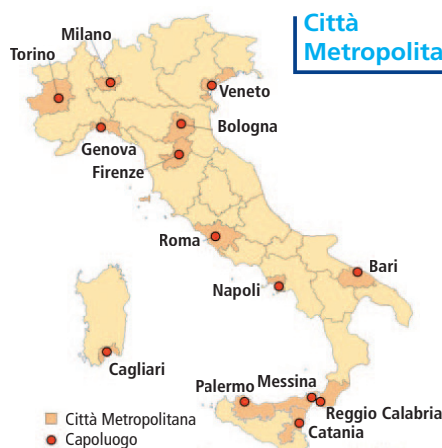 Città
Metropolita
Milano
Torino
Veneto
Bologna
Genova
Firenze
Roma
Bari
Napoli
Cagliari
Palermo
Messina
Reggio Calabria
Catania
Città Metropolitana
Capoluogo